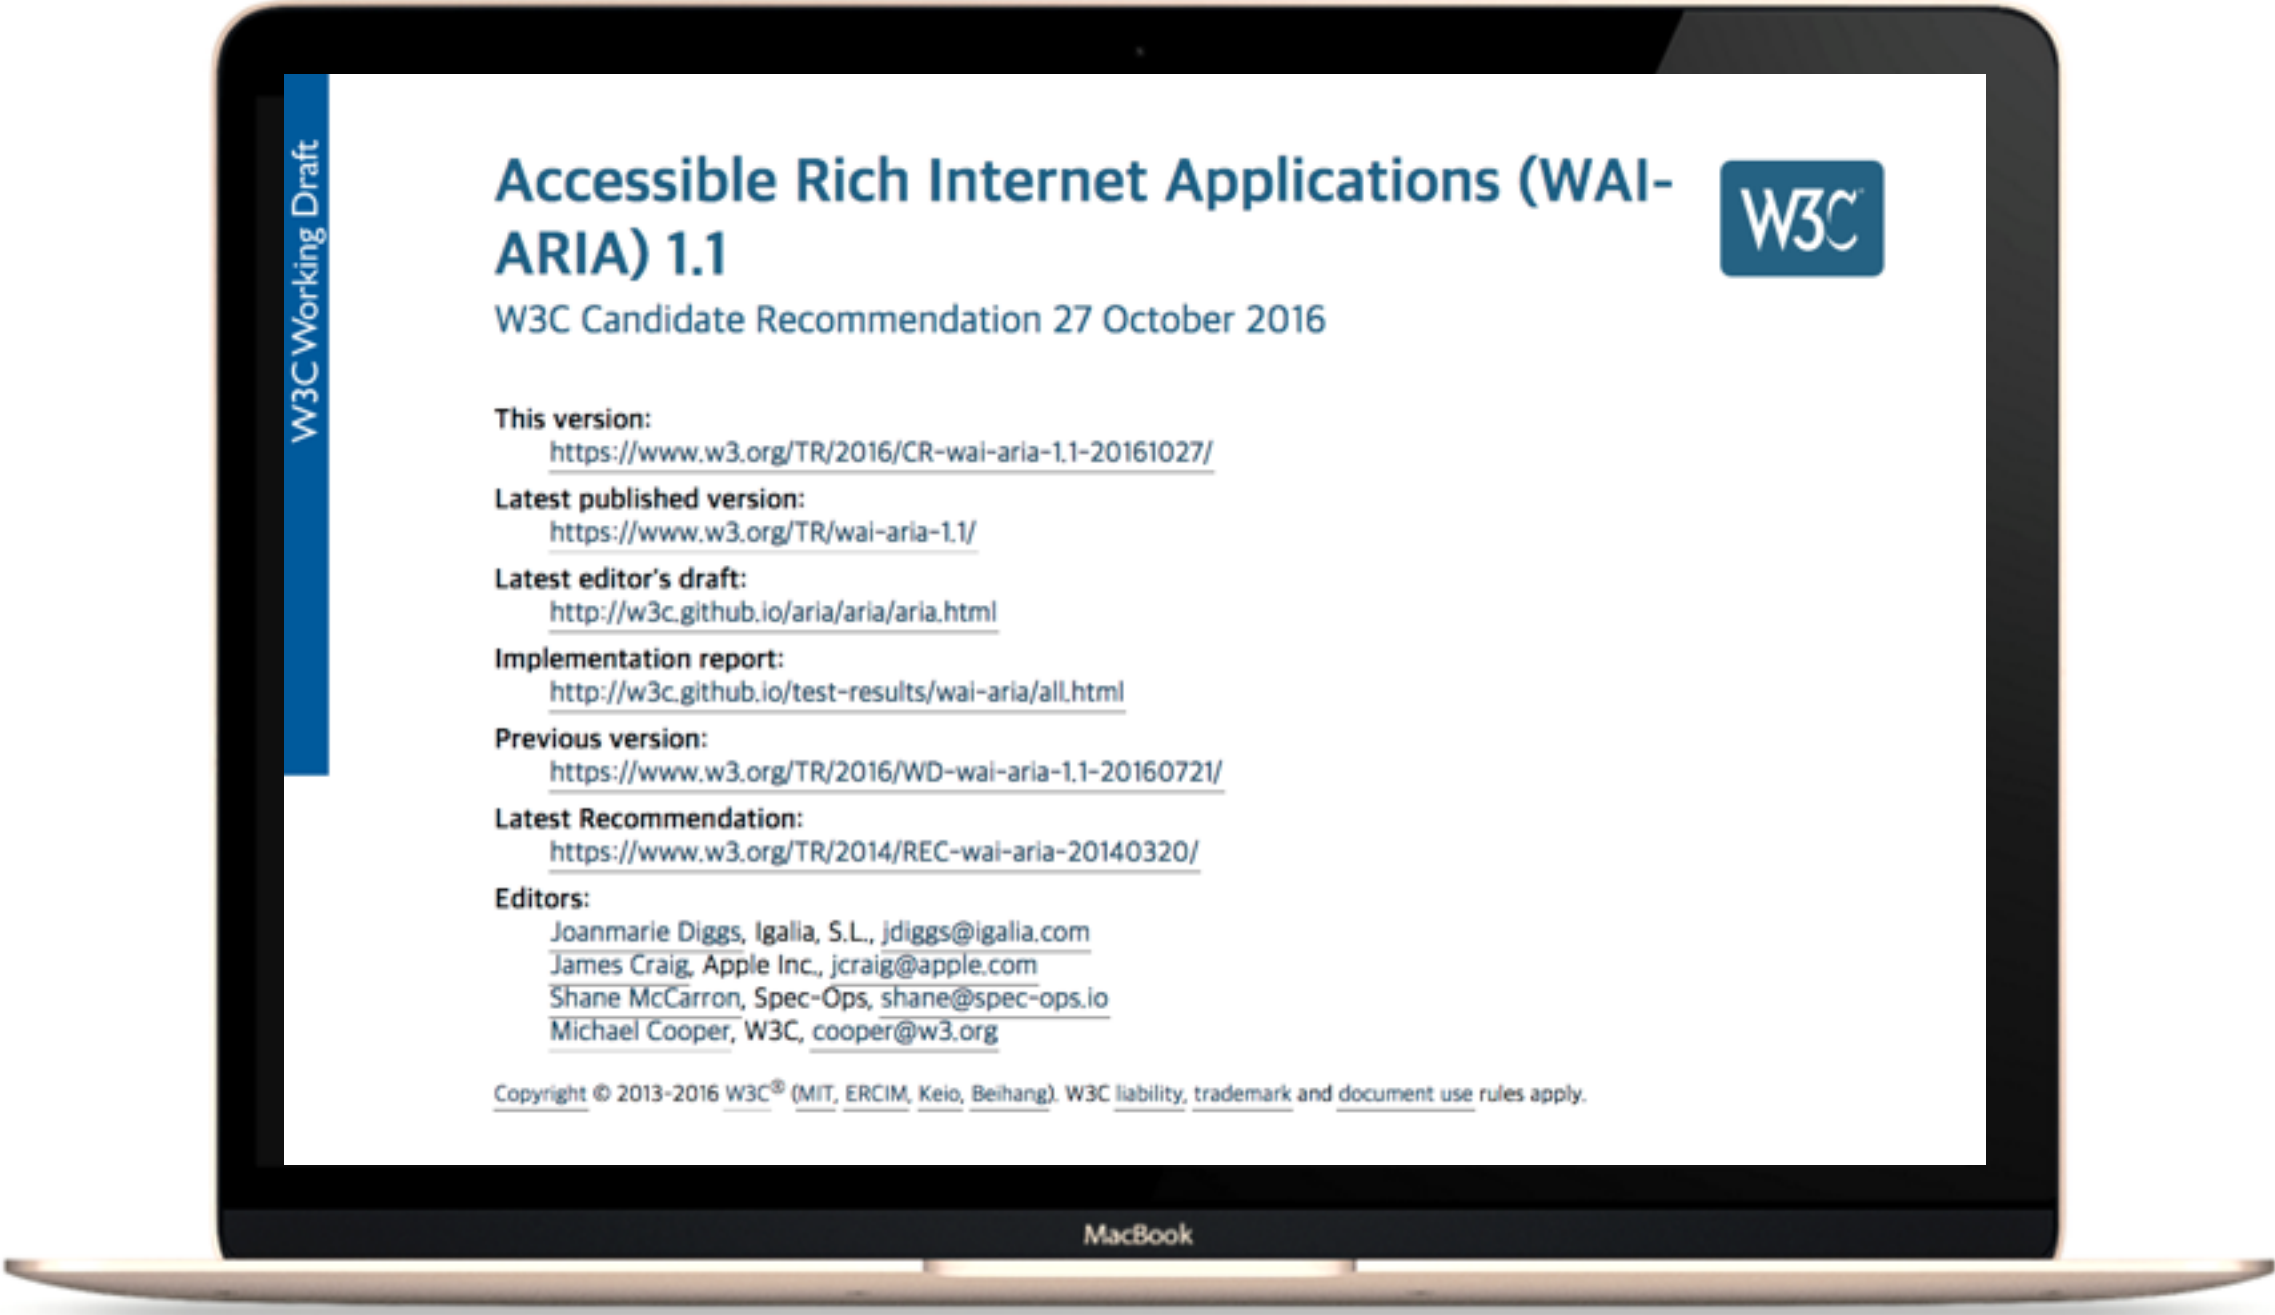 W3C Working Draft
Accessible Rich Internet Applications (WAI-
ARIA) 1.1
W3C
W3C Candidate Recommendation 27 October 2016
This version:
https://www.w3.org/TR/2016/CR-wai-aria-1.1-20161027/
Latest published version:
https://www.w3.org/TR/wai-aria-1.1/
Latest editor's draft:
http://w3c.github.io/aria/aria/aria.html
Implementation report:
http://w3c.github.io/test-results/wai-aria/all.html
Previous version:
https://www.w3.org/TR/2016/WD-wai-aria-1.1-20160721/
Latest Recommendation:
https://www.w3.org/TR/2014/REC-wai-aria-20140320/
Editors:
Joanmarie Diggs, Igalia, S.L., jdiggs@igalia.com
James Craig, Apple Inc., jcraig@apple.com
Shane McCarron, Spec-Ops, shane@spec-ops.io
Michael Cooper, W3C, cooper@w3.org
Copyright © 2013-2016 W3C® (MIT, ERCIM, Keio, Beihang). W3C liability, trademark and document use rules apply.
MacBook